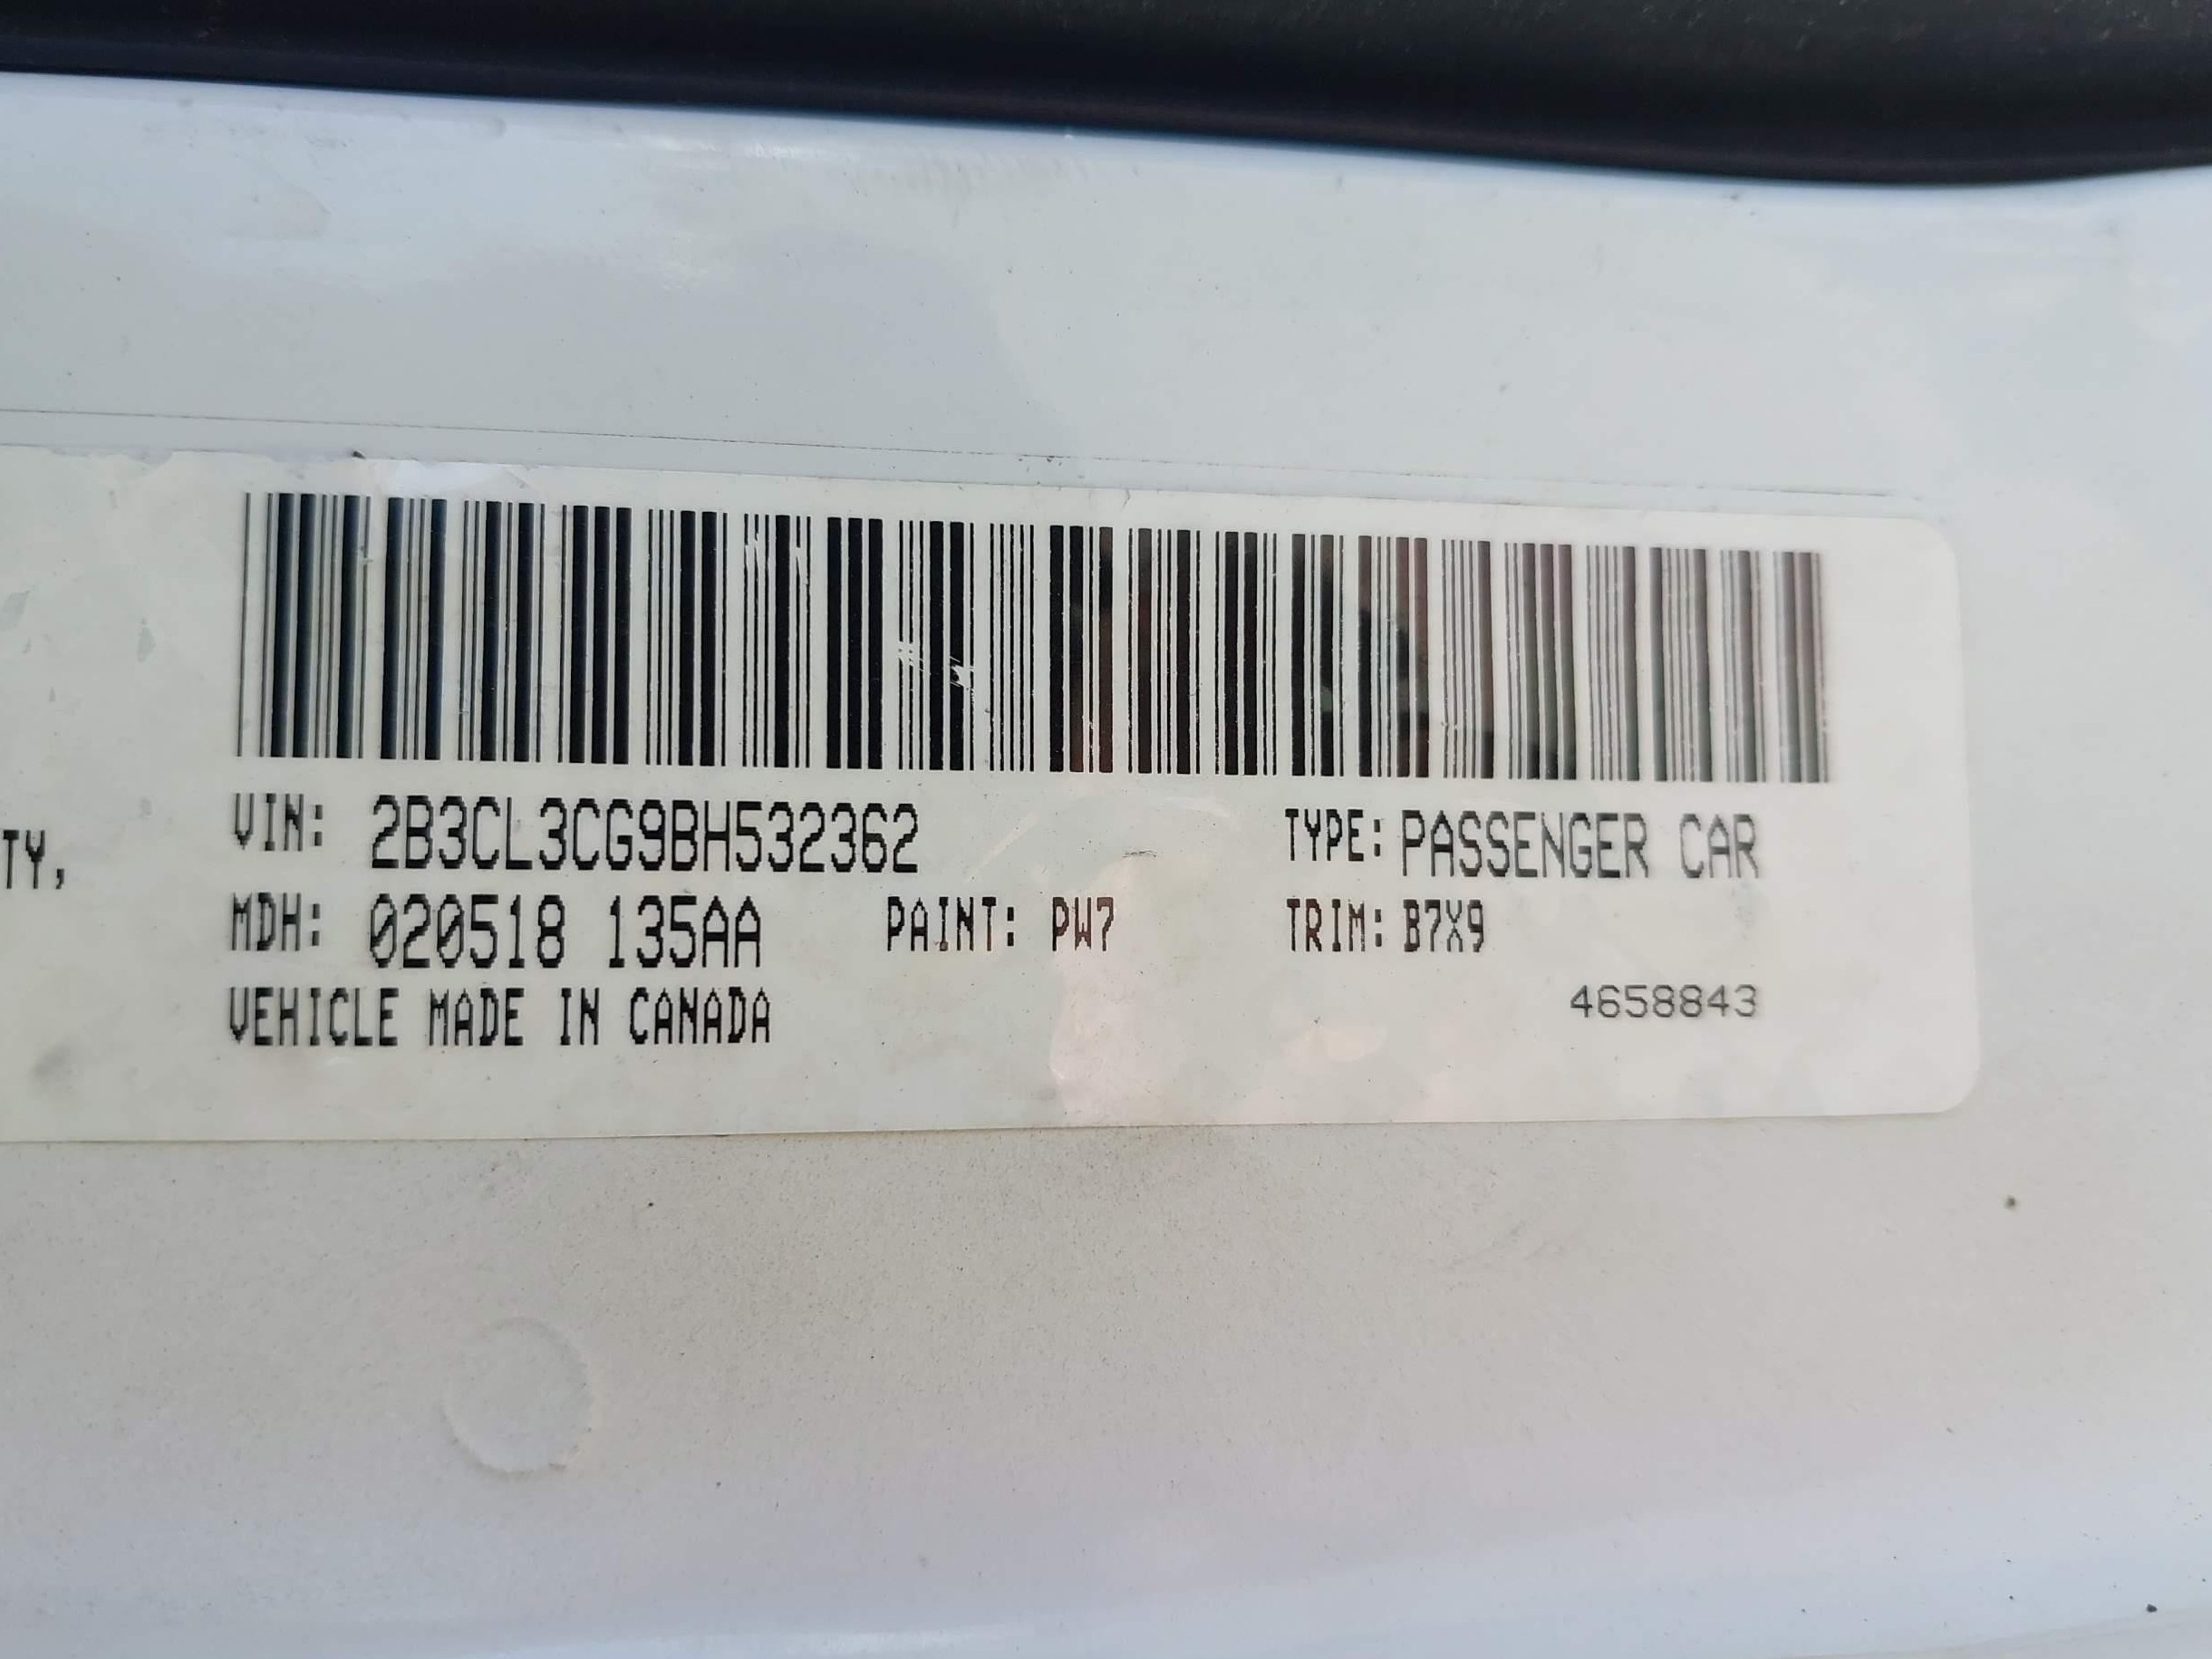 TY,
VIN: 2B3CL3CG9BH532362 TYPE: PASSENGER CAR
MDH: 020518 135AA PAINT: PW7 TRIM: B7X9
VEHICLE MADE IN CANADA 4658843